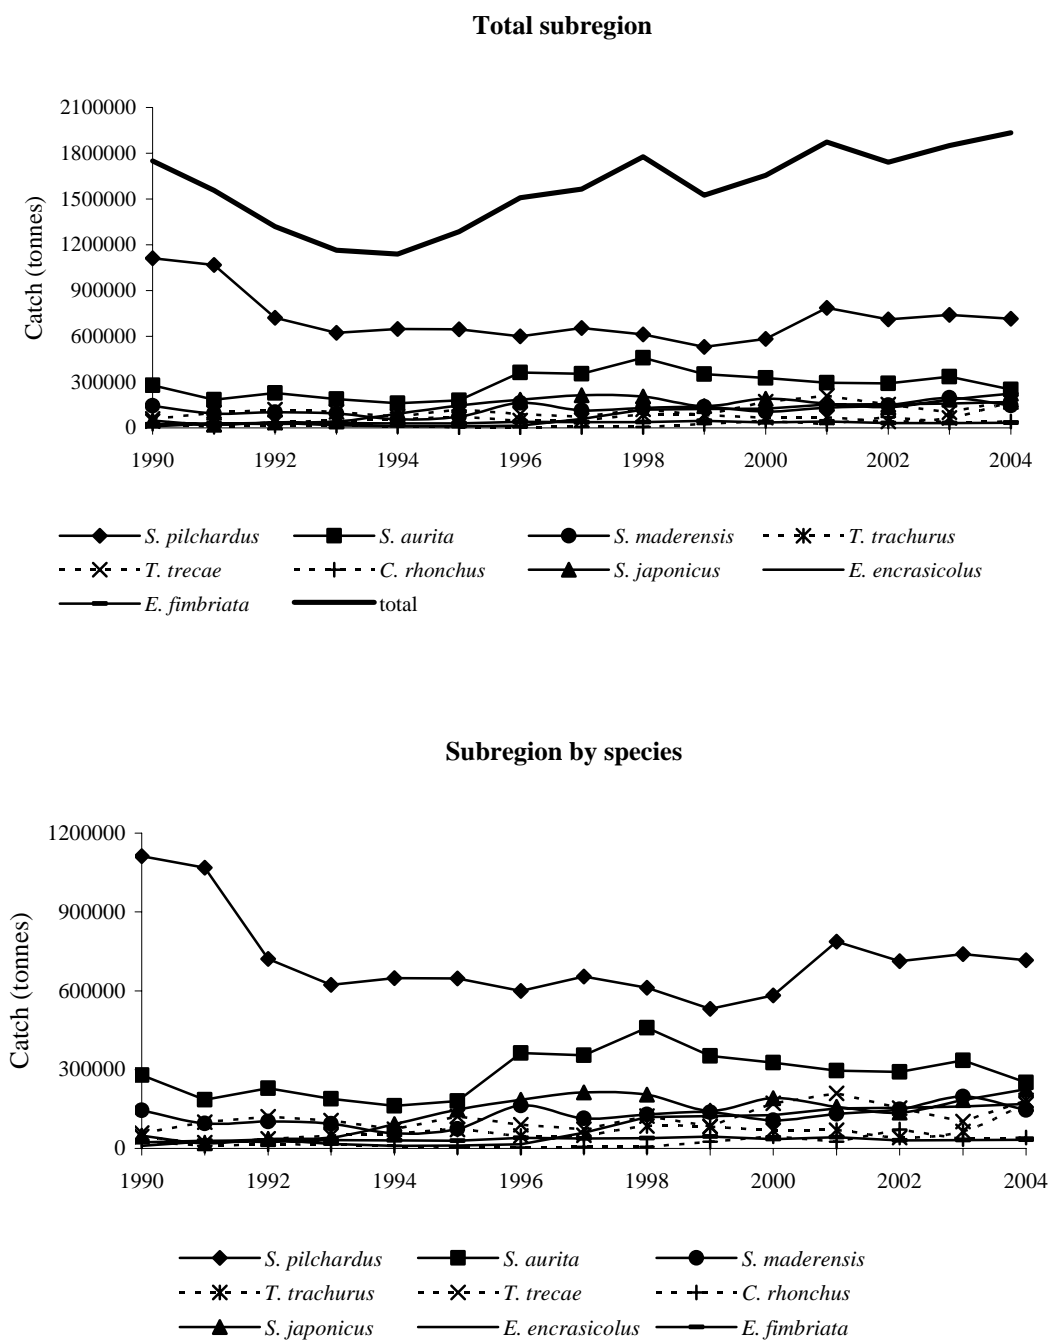 Total subregion
2100000
1800000
1500000
1200000
900000
600000
300000
0
Catch (tonnes)
1990 1992 1994 1996 1998 2000 2002 2004
S. pilchardus S. aurita S. maderensis T. trachurus
T. trecae C. rhonchus S. japonicus E. encrasicolus
E. fimbriata total
Subregion by species
1200000
900000
600000
300000
0
Catch (tonnes)
1990 1992 1994 1996 1998 2000 2002 2004
S. pilchardus S. aurita S. maderensis
T. trachurus T. trecae C. rhonchus
S. japonicus E. encrasicolus E. fimbriata